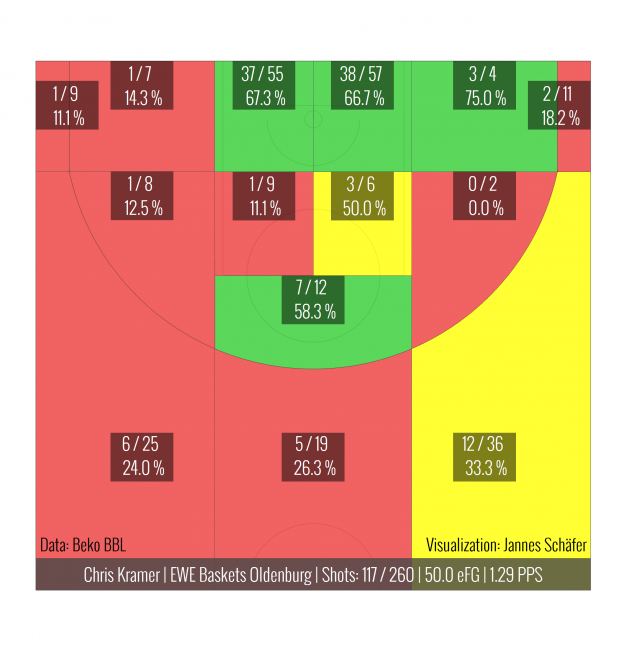 1 / 9
11.1 %
1 / 7
14.3 %
37 / 55
67.3 %
38 / 57
66.7 %
3 / 4
75.0 %
2 / 11
18.2 %
1 / 8
12.5 %
1 / 9
11.1 %
3 / 6
50.0 %
0 / 2
0.0 %
7 / 12
58.3 %
6 / 25
24.0 %
5 / 19
26.3 %
12 / 36
33.3 %
Data: Beko BBL
Visualization: Jannes Schäfer
Chris Kramer | EWE Baskets Oldenburg | Shots: 117 / 260 | 50.0 eFG | 1.29 PPS